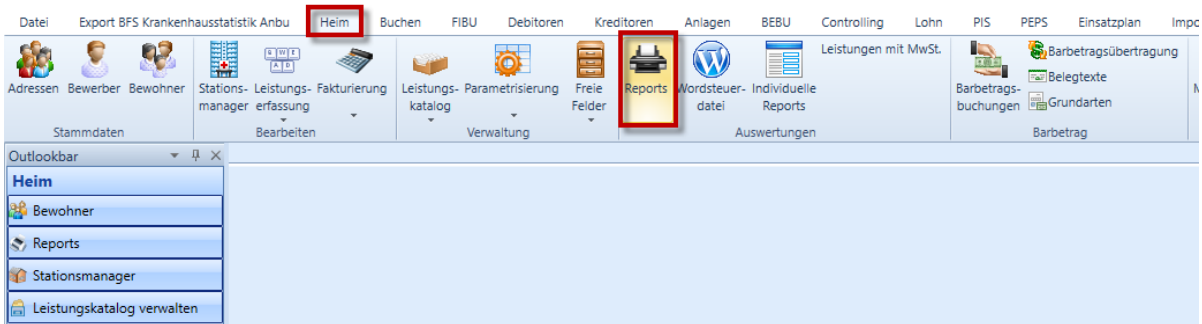 Datei Export BFS Krankenhausstatistik Anbu Heim Buchen FIBU Debitoren Kreditoren Anlagen BEBU Controlling Lohn PIS PEPS Einsatzplan Impo
Adressen Bewerber Bewohner Stations- Leistungs- Fakturierung Leistungs- Parametrisierung Freie Reports Wordsteuer- Individuelle Leistungen mit MwSt. Barbetrags- Barbetragsübertragung
manager erfassung katalog Felder datei Reports buchungen Belegtexte
Grundarten
Stammdaten Bearbeiten Verwaltung Auswertungen Barbetrag
Outlookbar
Heim
Bewohner
Reports
Stationsmanager
Leistungskatalog verwalten